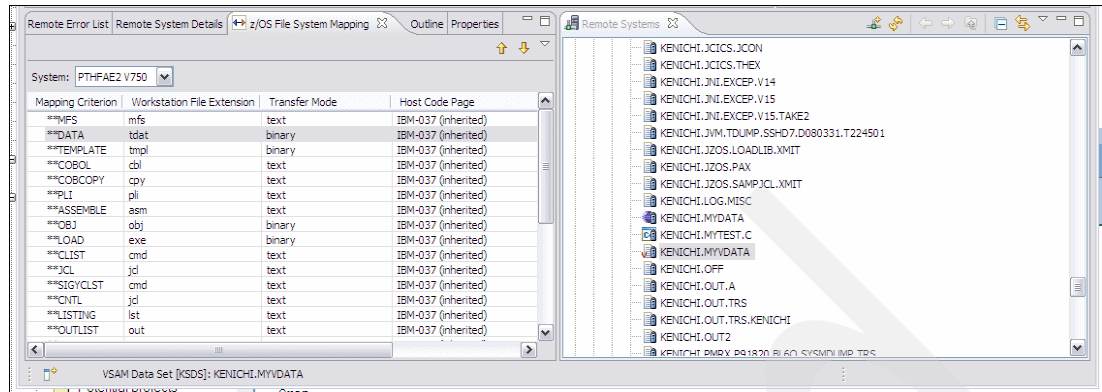 Remote Error List Remote System Details z/OS File System Mapping Outline Properties
System: PTHFAE2 V750
Mapping Criterion Workstation File Extension Transfer Mode Host Code Page
**MFS mfs text IBM-037 (inherited)
**DATA tdat binary IBM-037 (inherited)
**TEMPLATE tmpl binary IBM-037 (inherited)
**COBOL cbl text IBM-037 (inherited)
**COBCOPY cpy text IBM-037 (inherited)
**PLI pli text IBM-037 (inherited)
**ASSEMBLE asm text IBM-037 (inherited)
**OBJ obj binary IBM-037 (inherited)
**LOAD exe binary IBM-037 (inherited)
**CLIST cmd text IBM-037 (inherited)
**JCL jcl text IBM-037 (inherited)
**SIGYCLST cmd text IBM-037 (inherited)
**CNTL jcl text IBM-037 (inherited)
**LISTING lst text IBM-037 (inherited)
**OUTLIST out text IBM-037 (inherited)
Remote Systems
KENICHI.JCICS.JCON
KENICHI.JCICS.THEX
KENICHI.JNI.EXCEP.V14
KENICHI.JNI.EXCEP.V15
KENICHI.JNI.EXCEP.V15.TAKE2
KENICHI.JVM.TDUMP.SSHD7.D080331.T224501
KENICHI.JZOS.LOADLIB.XMIT
KENICHI.JZOS.PAX
KENICHI.JZOS.SAMPJCL.XMIT
KENICHI.LOG.MISC
KENICHI.MYDATA
KENICHI.MYTEST.C
KENICHI.MYVDATA
KENICHI.OFF
KENICHI.OUT.A
KENICHI.OUT.TRS
KENICHI.OUT.TRS.KENICHI
KENICHI.OUT2
KENICHI.PMRX.P91820.BL6O.SYSMDUMP.TRS
VSAM Data Set [KSDS]: KENICHI.MYVDATA